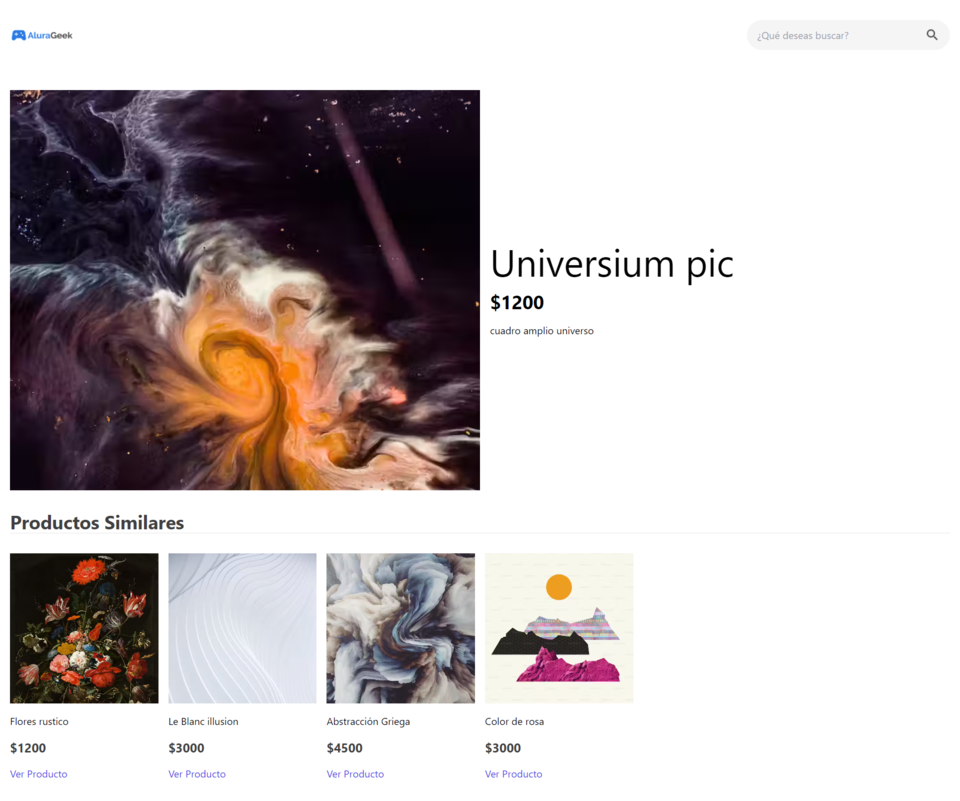 AluraGeek
¿Qué deseas buscar?
Universium pic
$1200
cuadro amplio universo
Productos Similares
Flores rustico
$1200
Ver Producto
Le Blanc illusion
$3000
Ver Producto
Abstracción Griega
$4500
Ver Producto
Color de rosa
$3000
Ver Producto